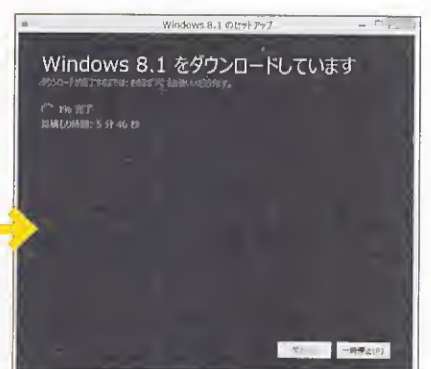 Windows 8.1 のセットアップ
Windows 8.1 をダウンロードしています
1% 完了
見積もり時間: 5 分 46 秒
一時停止(P)